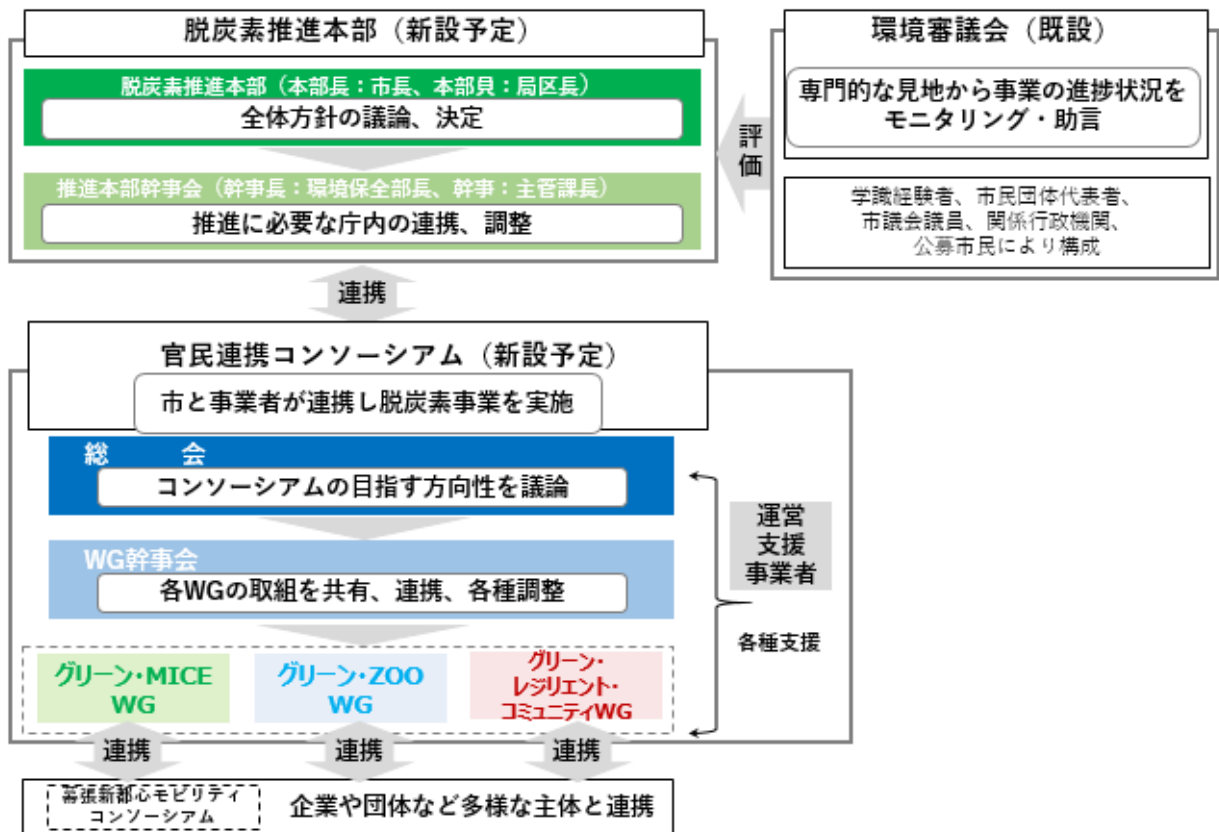 脱炭素推進本部（新設予定）
脱炭素推進本部（本部長：市長、本部員：局区長）
全体方針の議論、決定
推進本部幹事会（幹事長：環境保全部長、幹事：主管課長）
推進に必要な庁内の連携、調整
環境審議会（既設）
専門的な見地から事業の進捗状況を
モニタリング・助言
学識経験者、市民団体代表者、
市議会議員、関係行政機関、
公募市民により構成
評
価
連携
官民連携コンソーシアム（新設予定）
市と事業者が連携し脱炭素事業を実施
総　　会
コンソーシアムの目指す方向性を議論
WG幹事会
各WGの取組を共有、連携、各種調整
運営
支援
事業者
各種支援
グリーン・MICE
WG
グリーン・ZOO
WG
グリーン・
レジリエント・
コミュニティWG
連携
連携
連携
幕張新都心モビリティ
コンソーシアム
企業や団体など多様な主体と連携